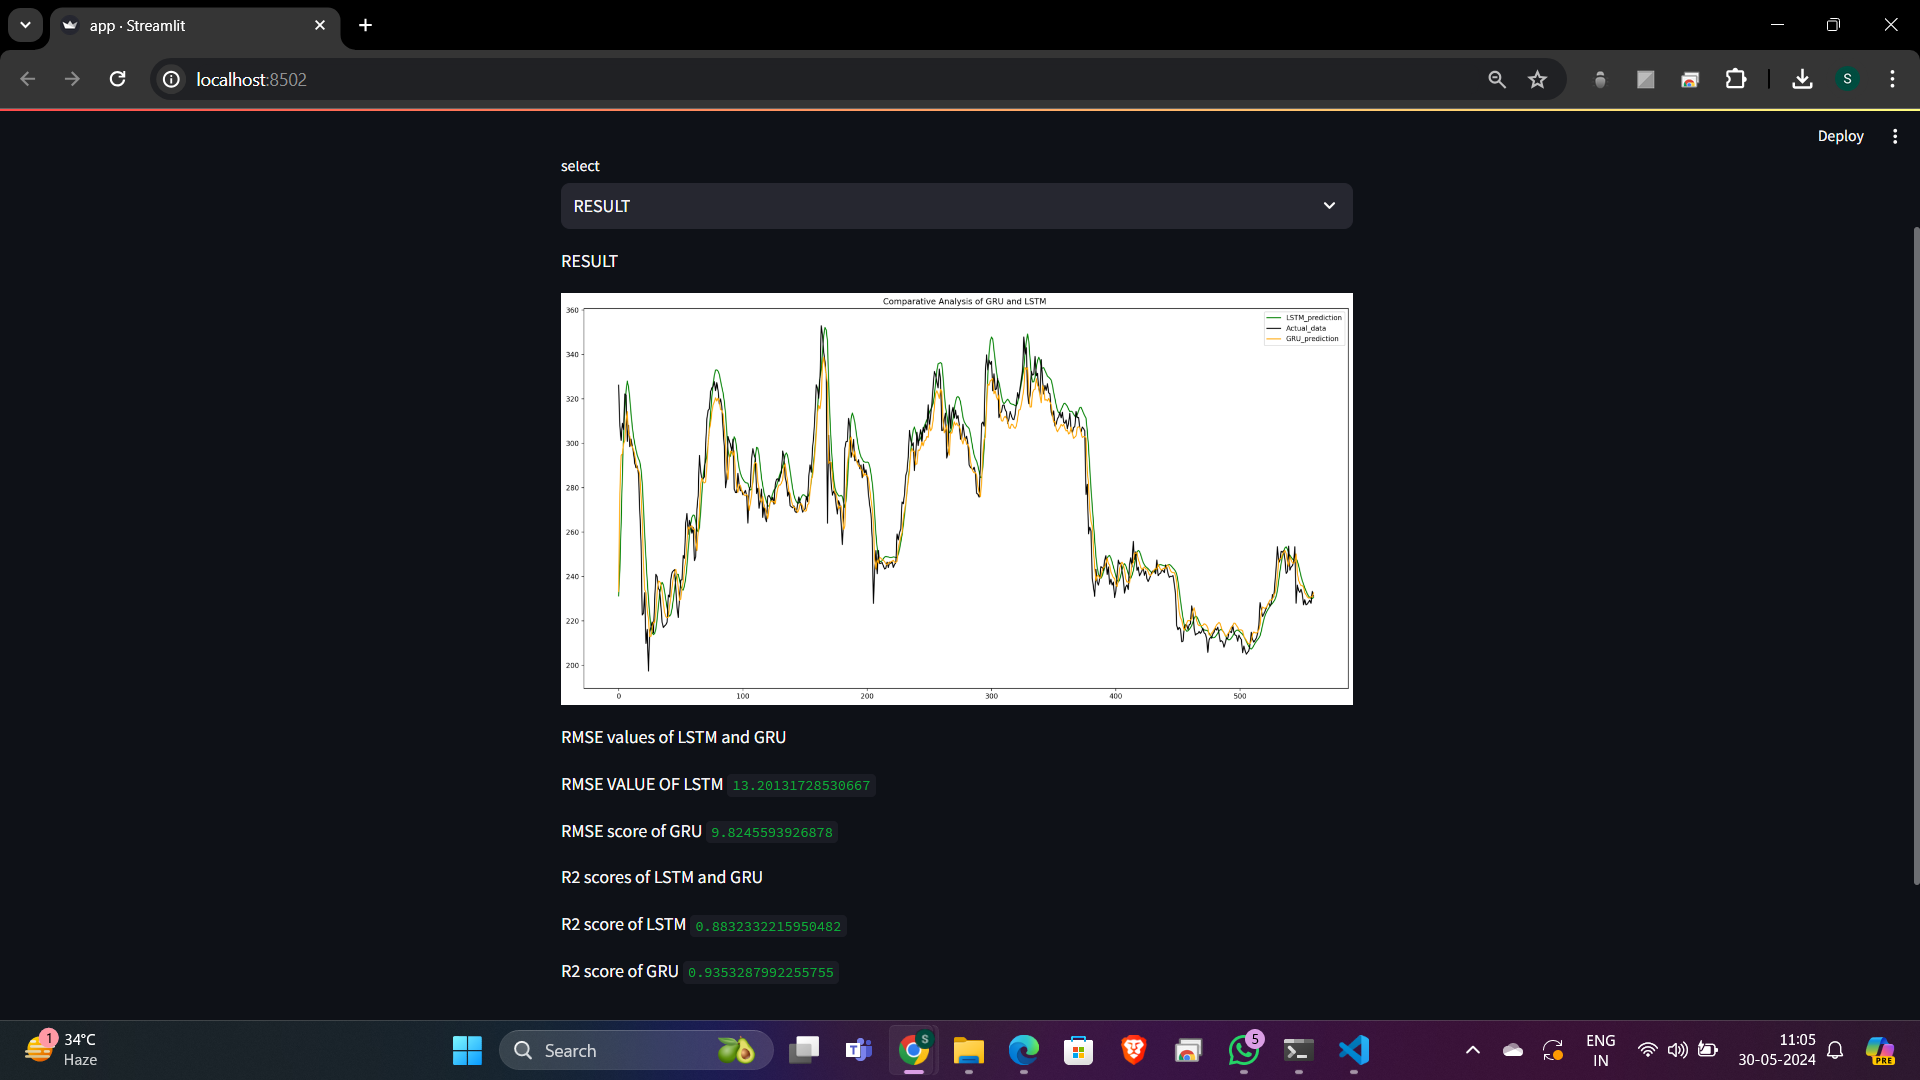 app · Streamlit
localhost:8502
S
Deploy
select
RESULT
RESULT
Comparative Analysis of GRU and LSTM
LSTM_prediction
Actual_data
GRU_prediction
360
340
320
300
280
260
240
220
200
0 100 200 300 400 500
RMSE values of LSTM and GRU
RMSE VALUE OF LSTM 13.20131728530667
RMSE score of GRU 9.8245593926878
R2 scores of LSTM and GRU
R2 score of LSTM 0.8832332215950482
R2 score of GRU 0.9353287992255755
1
34°C
Haze
Search
S
5
ENG
IN
11:05
30-05-2024
PRE